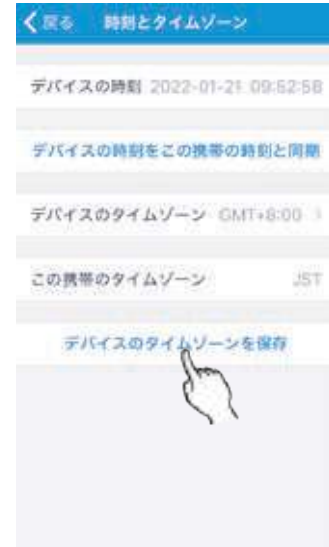 戻る 時刻とタイムゾーン
デバイスの時刻 2022-01-21 09:52:58
デバイスの時刻をこの携帯の時刻と同期
デバイスのタイムゾーン GMT+8:00
この携帯のタイムゾーン JST
デバイスのタイムゾーンを保存